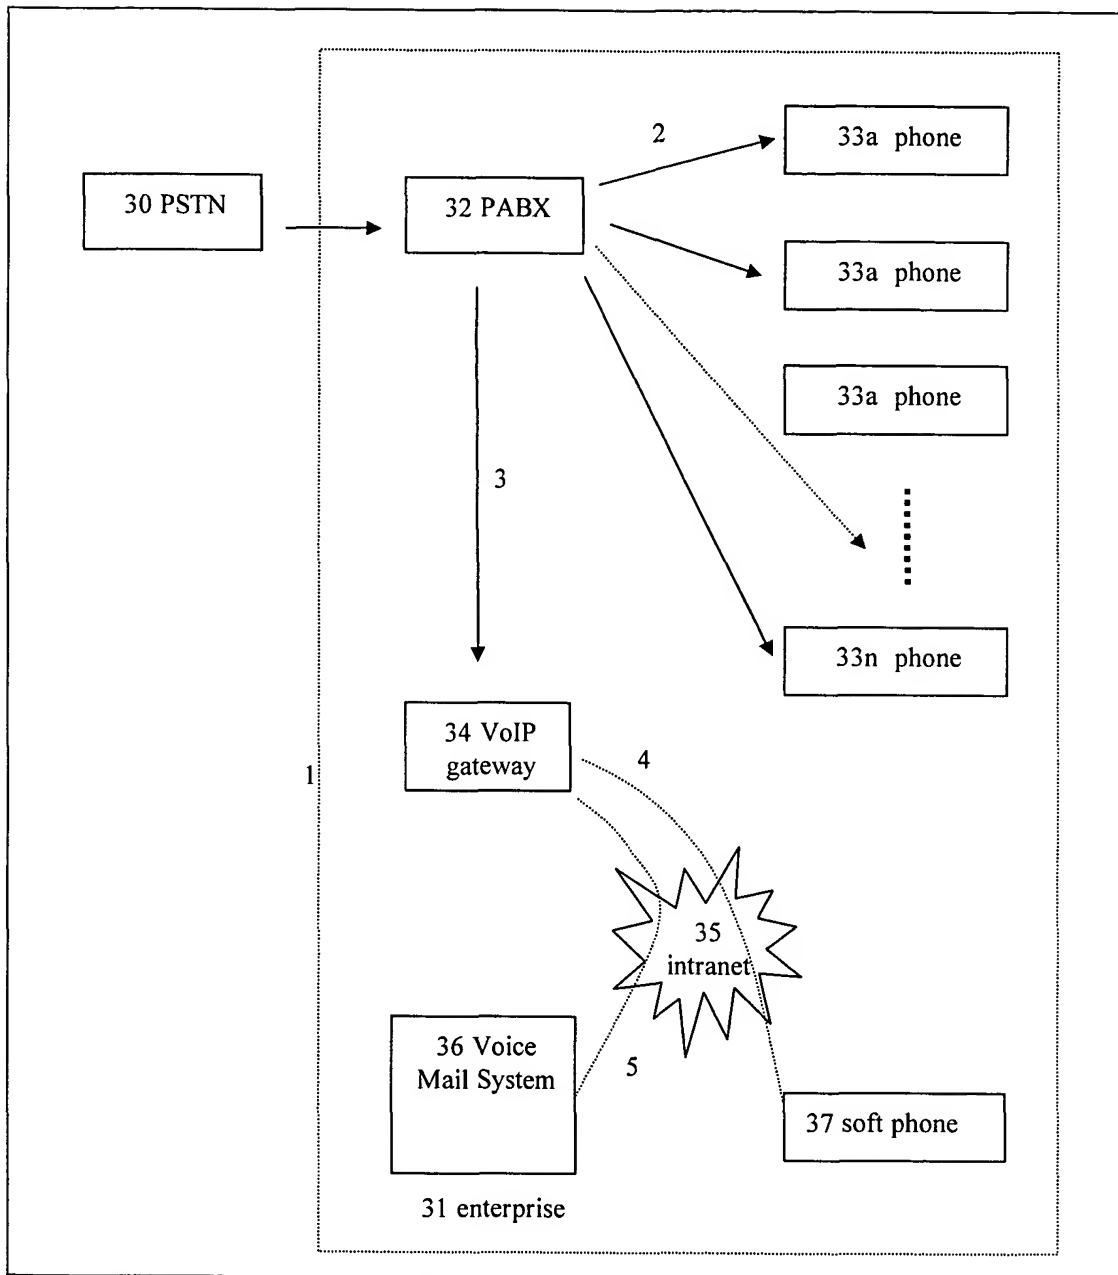 2
33a phone
30 PSTN
32 PABX
33a phone
33a phone
3
33n phone
34 VoIP
gateway
4
1
35
intranet
36 Voice
Mail System
5
37 soft phone
31 enterprise